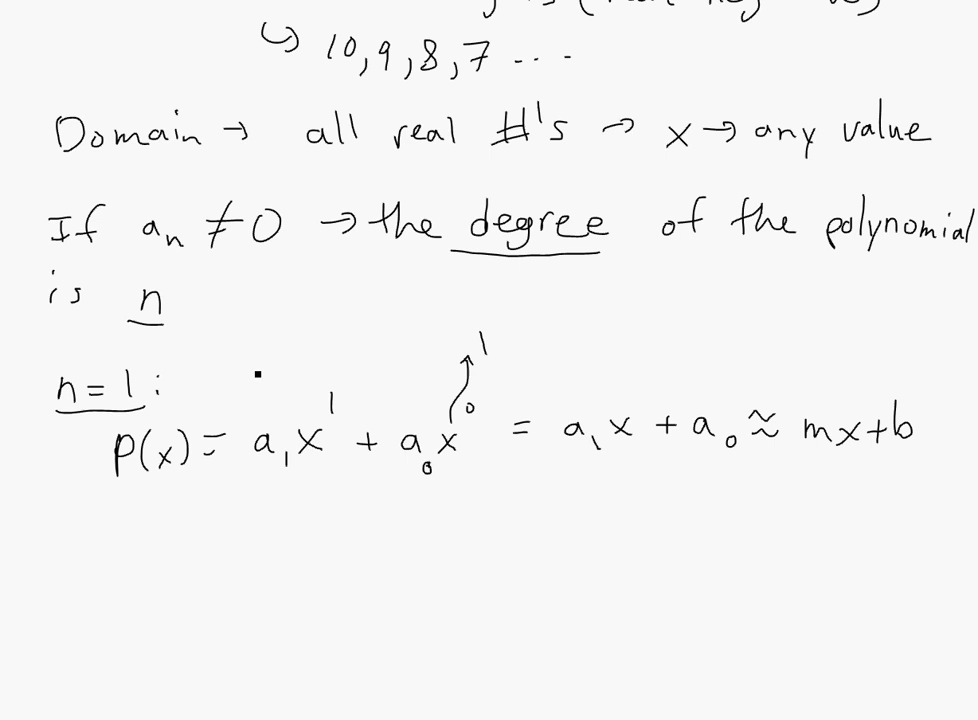 ↳ 10, 9, 8, 7 ...
Domain → all real #'s → x → any value
If aₙ ≠ 0 → the degree of the polynomial
is n
n = 1 :
P(x) = a₁x¹ + a₀x⁰ ↗ 1 = a₁x + a₀ ≈ mx+b